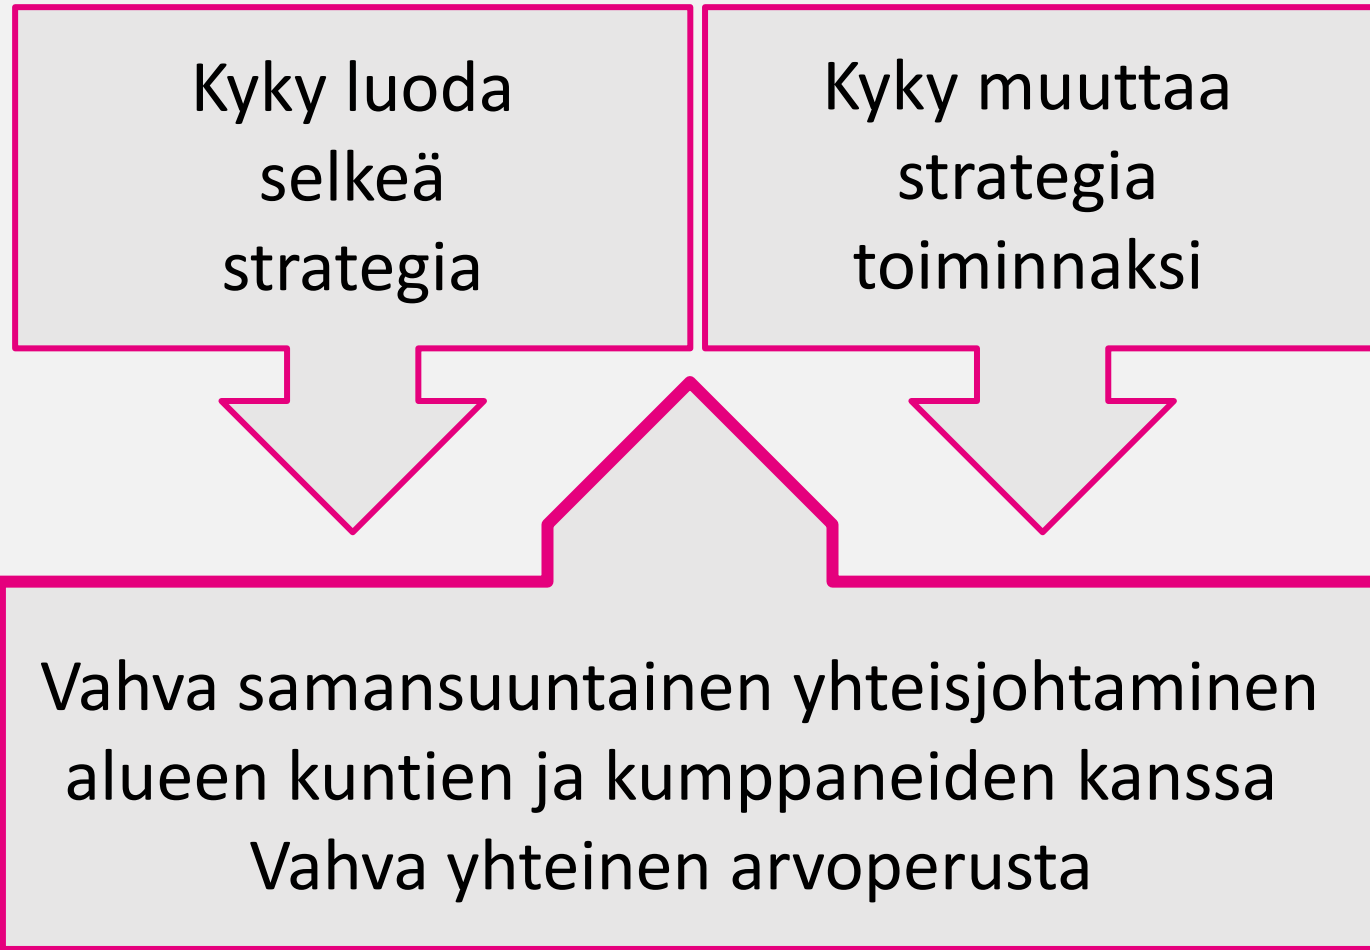 Kyky luoda
selkeä
strategia
Kyky muuttaa
strategia
toiminnaksi
Vahva samansuuntainen yhteisjohtaminen
alueen kuntien ja kumppaneiden kanssa
Vahva yhteinen arvoperusta